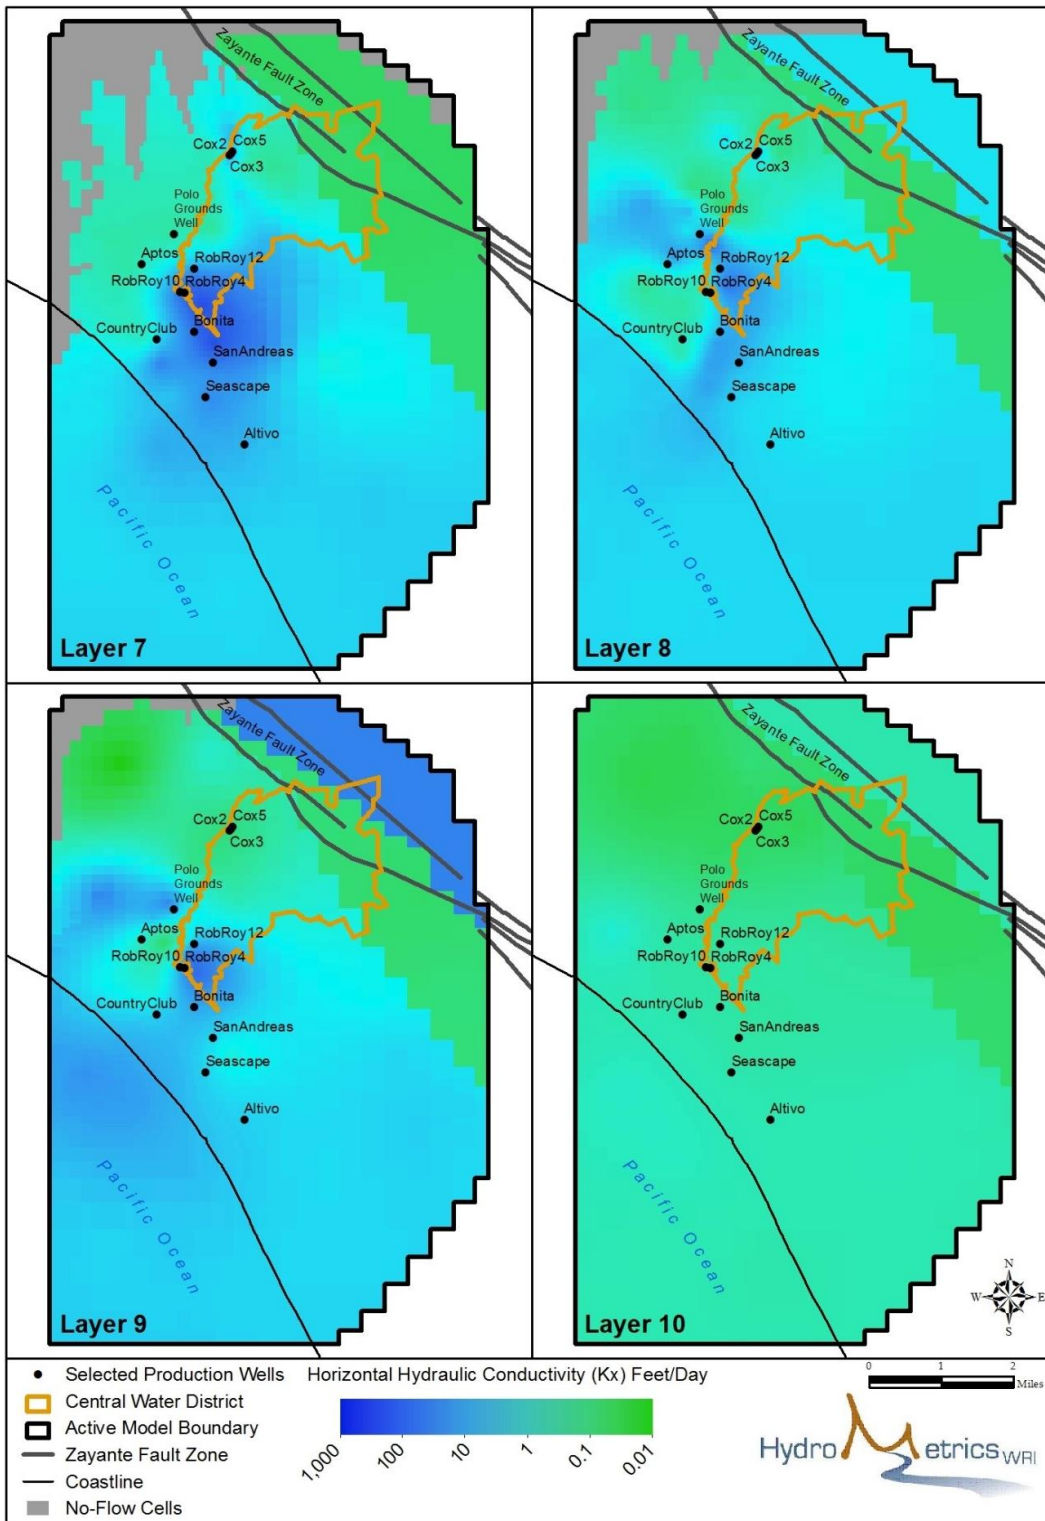 Zayante Fault Zone
Cox2
Cox5
Cox3
Polo
Grounds
Well
Aptos
RobRoy12
RobRoy10
RobRoy4
Bonita
CountryClub
SanAndreas
Seascape
Altivo
Pacific Ocean
Layer 7
Zayante Fault Zone
Cox2
Cox5
Cox3
Polo
Grounds
Well
Aptos
RobRoy12
RobRoy10
RobRoy4
Bonita
CountryClub
SanAndreas
Seascape
Altivo
Pacific Ocean
Layer 8
Zayante Fault Zone
Cox2
Cox5
Cox3
Polo
Grounds
Well
Aptos
RobRoy12
RobRoy10
RobRoy4
Bonita
CountryClub
SanAndreas
Seascape
Altivo
Pacific Ocean
Layer 9
Zayante Fault Zone
Cox2
Cox5
Cox3
Polo
Grounds
Well
Aptos
RobRoy12
RobRoy10
RobRoy4
Bonita
CountryClub
SanAndreas
Seascape
Altivo
Pacific Ocean
Layer 10
N
W E
S
Selected Production Wells
Central Water District
Active Model Boundary
Zayante Fault Zone
Coastline
No-Flow Cells
Horizontal Hydraulic Conductivity (Kx) Feet/Day
1,000 100 10 1 0.1 0.01
0 1 2
Miles
HydroMetrics WRI